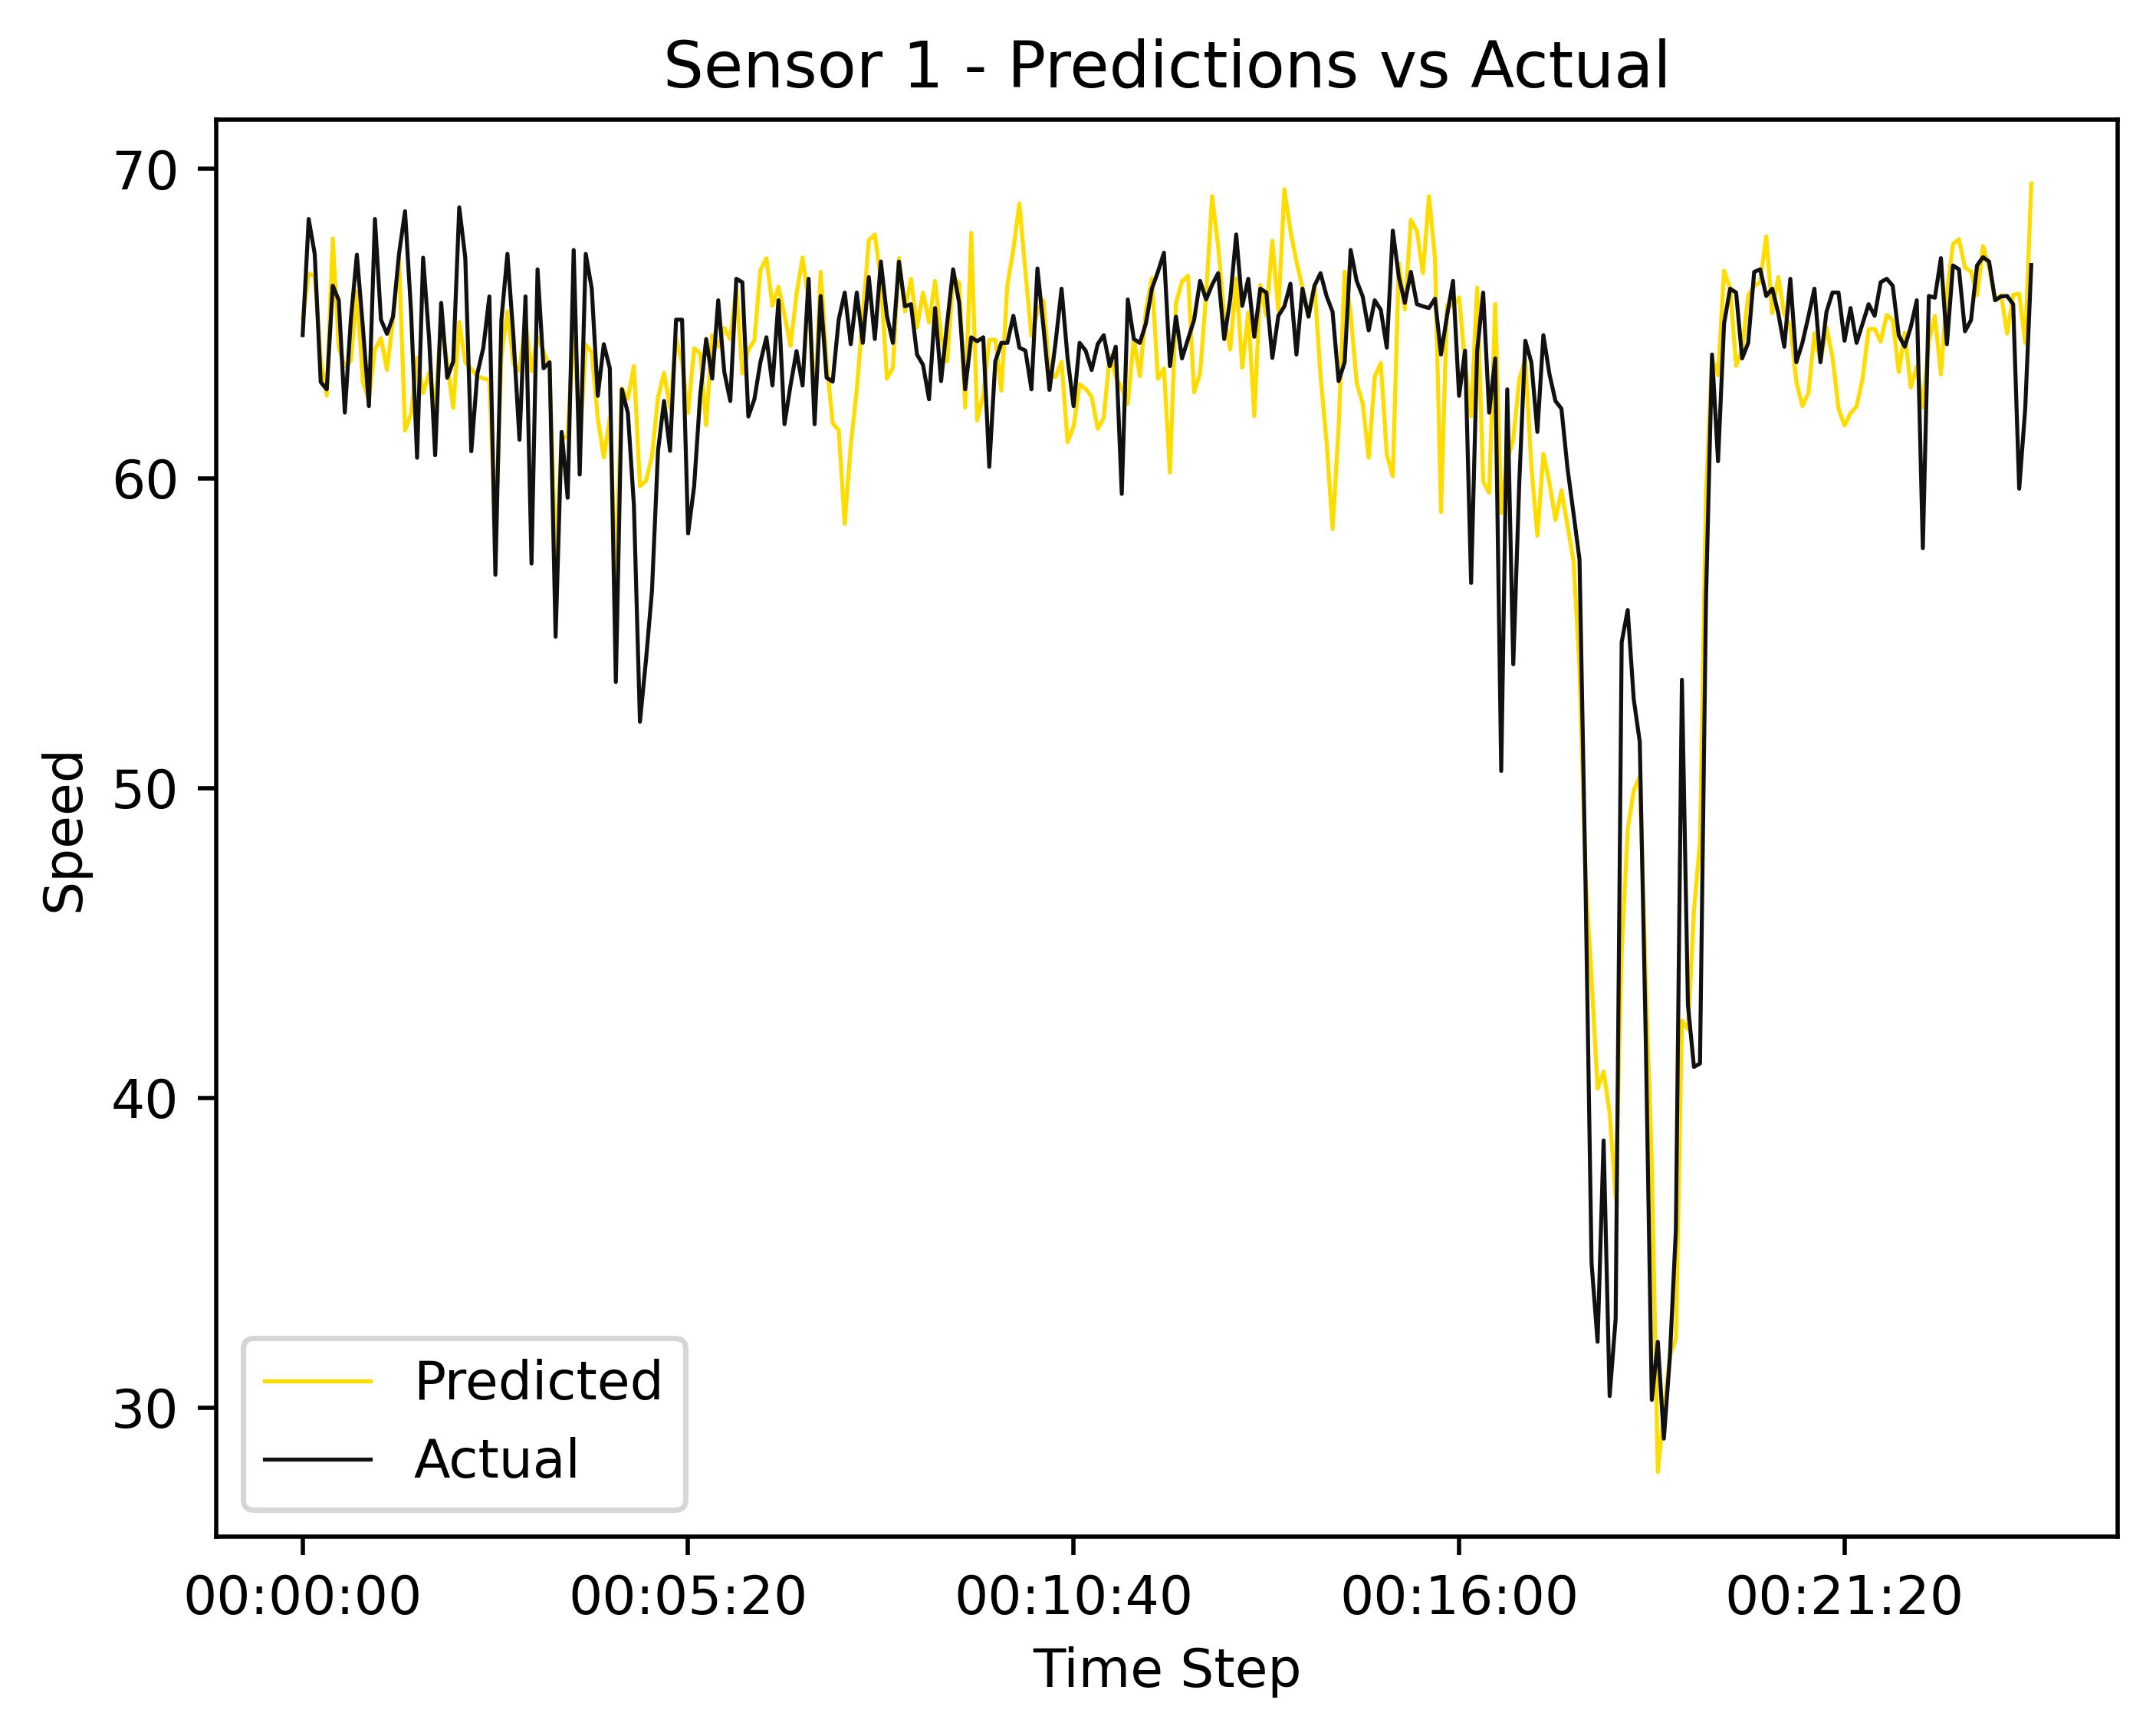 Sensor 1 - Predictions vs Actual
70
60
50
40
30
Speed
Predicted
Actual
00:00:00 00:05:20 00:10:40 00:16:00 00:21:20
Time Step